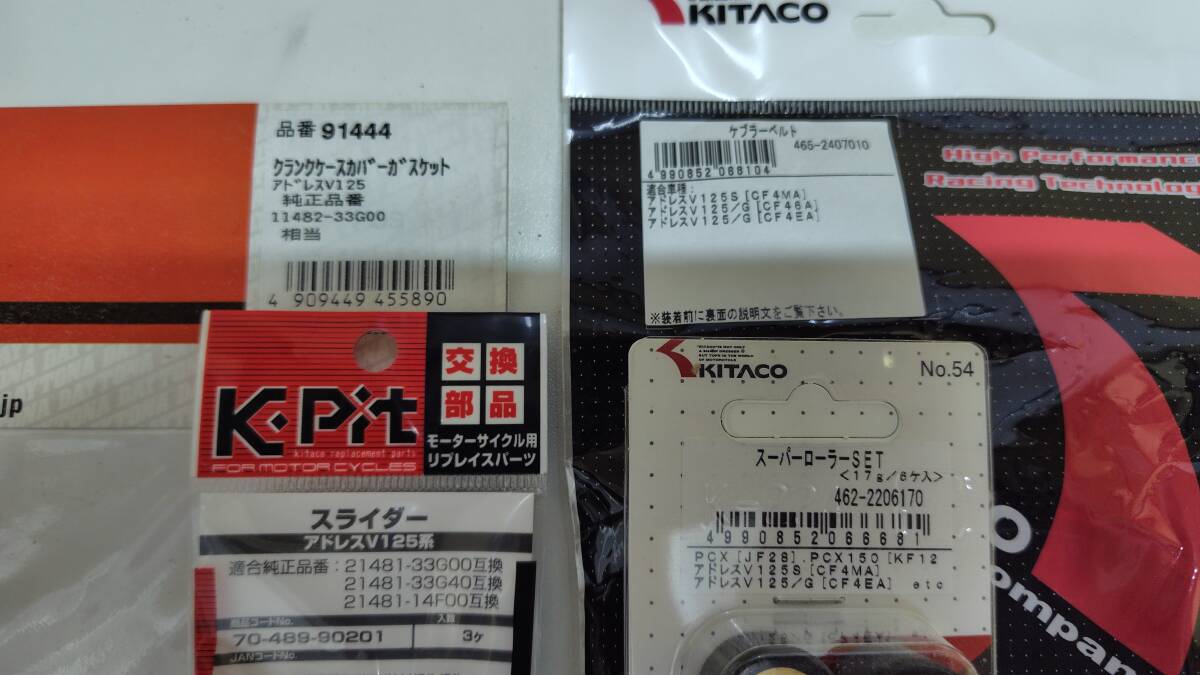 品番 91444
クランクケースカバーガスケット
アドレスV125
純正品番
11482-33G00
相当
4 909449 455890
jp
K・Pit
kitaco replacement parts
FOR MOTOR CYCLES
交換
部品
モーターサイクル用
リプレイスパーツ
スライダー
アドレスV125系
適合純正品番：21481-33G00互換
21481-33G40互換
21481-14F00互換
商品コードNo.
入数
70-489-90201
3ヶ
JANコードNo.
KITACO
ケブラーベルト
465-2407010
4 990852 068104
適合車種：
アドレスV125S [CF4MA]
アドレスV125/G [CF46A]
アドレスV125/G [CF4EA]
※装着前に裏面の説明文をご覧下さい。
High Performance
Racing Technology
KITACO
No.54
スーパーローラーSET
<17g/6ケ入>
462-2206170
4 990852 066681
PCX [JF28]．PCX150 [KF12
アドレスV125S [CF4MA]
アドレスV125/G [CF4EA] etc
O
ompan